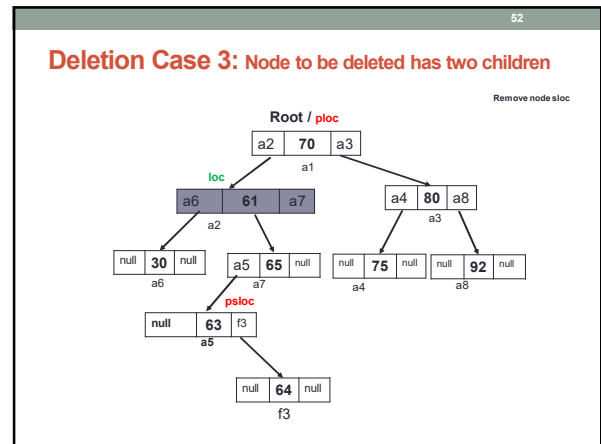 52
Deletion Case 3: Node to be deleted has two children
Remove node sloc
Root / ploc
a2 70 a3
a1
loc
a6 61 a7
a2
a4 80 a8
a3
null 30 null
a6
a5 65 null
a7
null 75 null
a4
null 92 null
a8
psloc
null 63 f3
a5
null 64 null
f3